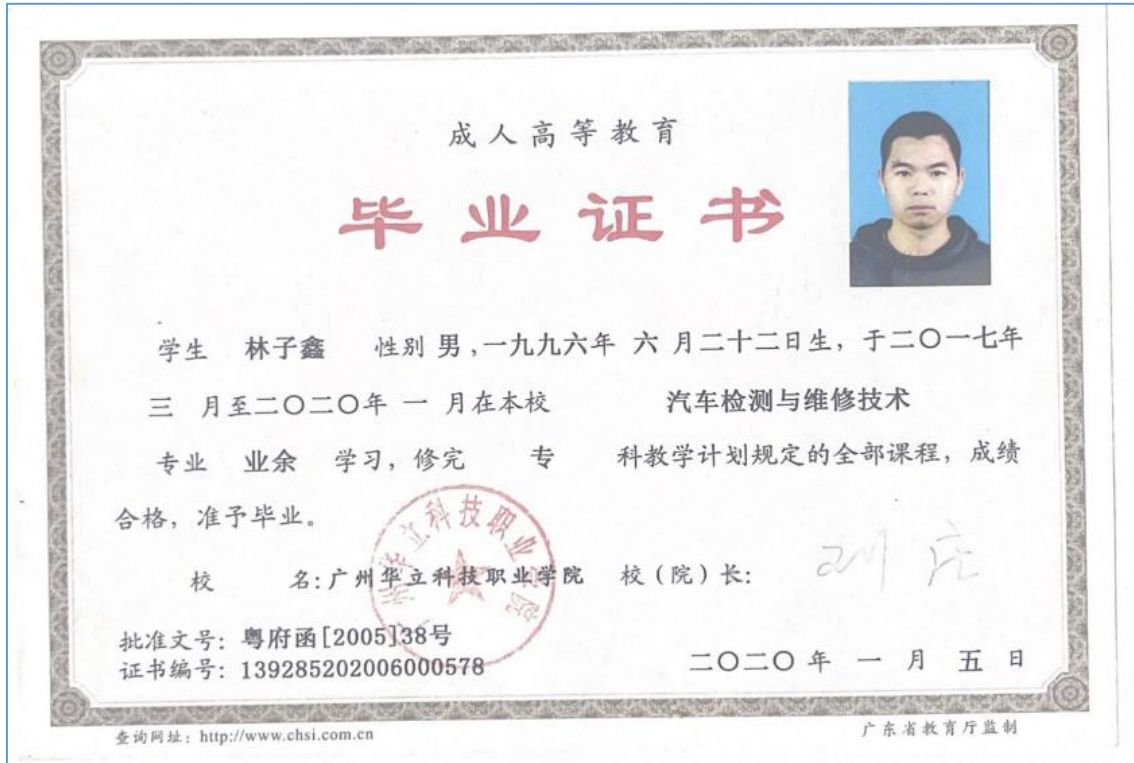 成人高等教育
毕业证书
学生 林子鑫 性别 男,一九九六年 六 月二十二日生，于二〇一七年
三 月至二〇二〇年 一 月在本校 汽车检测与维修技术
专业 业余 学习，修完 专 科教学计划规定的全部课程，成绩
合格，准予毕业。
校 名:广州华立科技职业学院 校（院）长:
批准文号：粤府函[2005]38号
证书编号：139285202006000578
二〇二〇 年 一 月 五 日
查询网址：http://www.chsi.com.cn
广东省教育厅监制